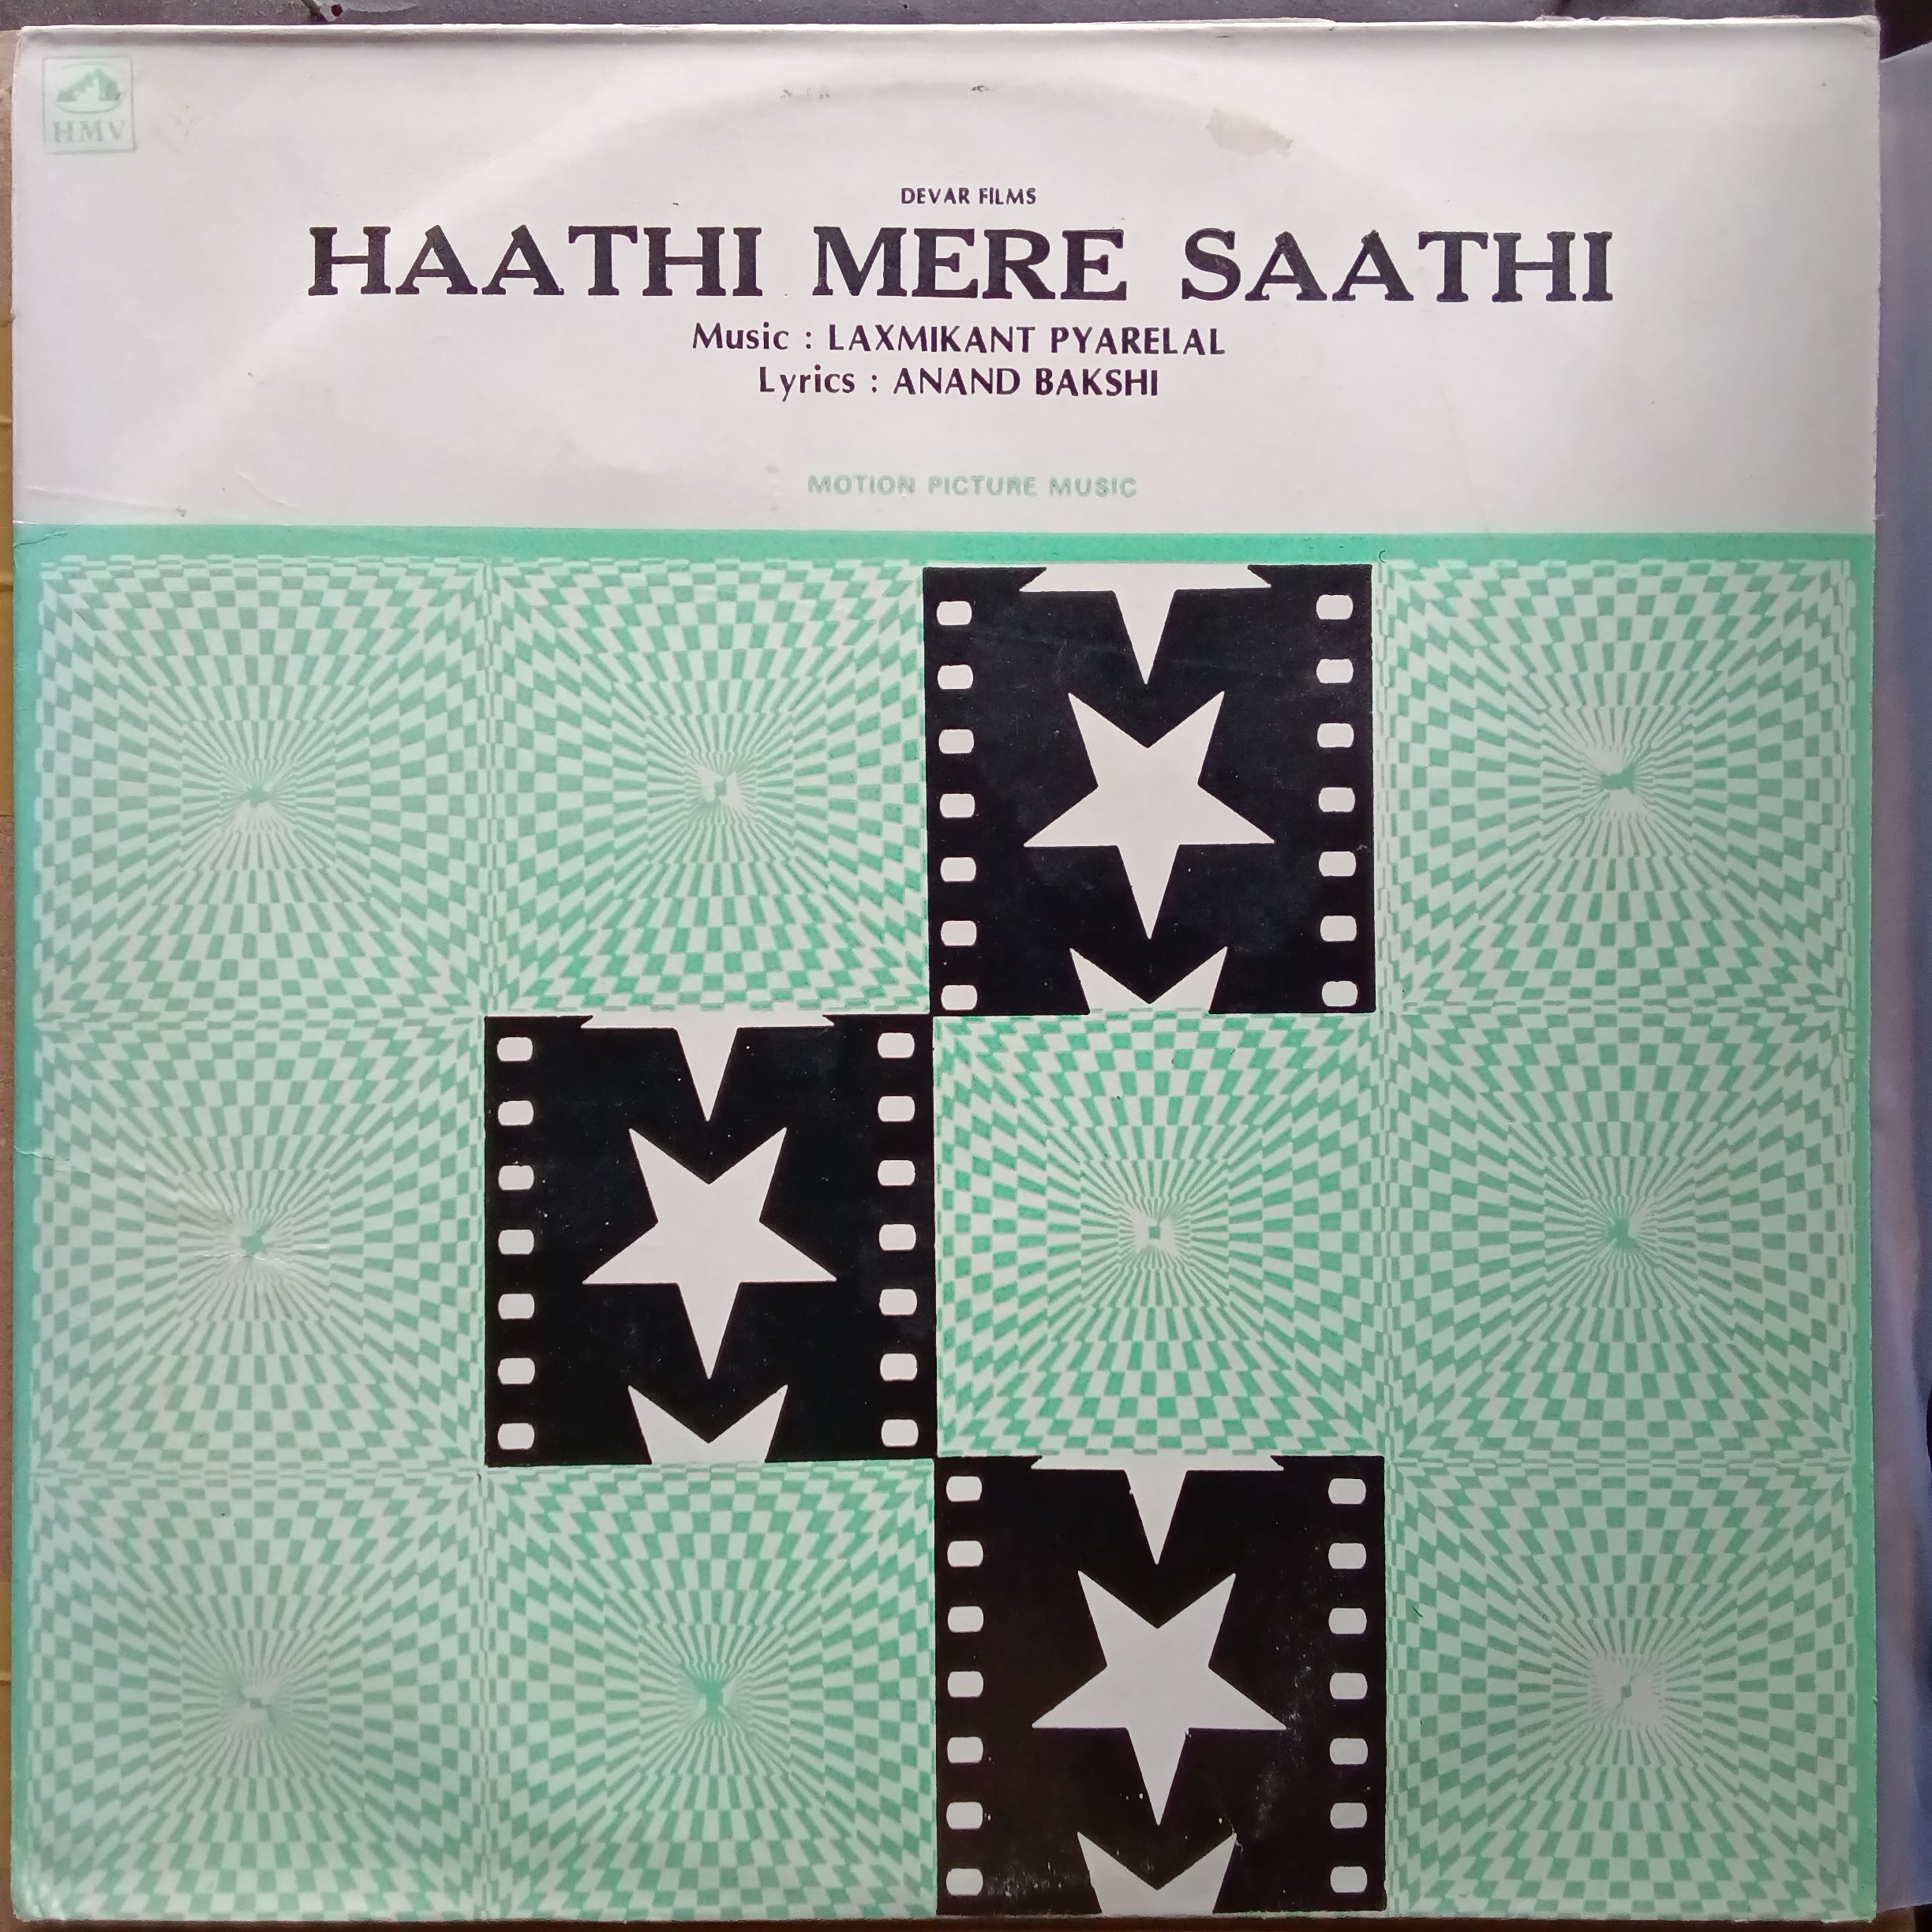 HMV
DEVAR FILMS
HAATHI MERE SAATHI
Music : LAXMIKANT PYARELAL
Lyrics : ANAND BAKSHI
MOTION PICTURE MUSIC